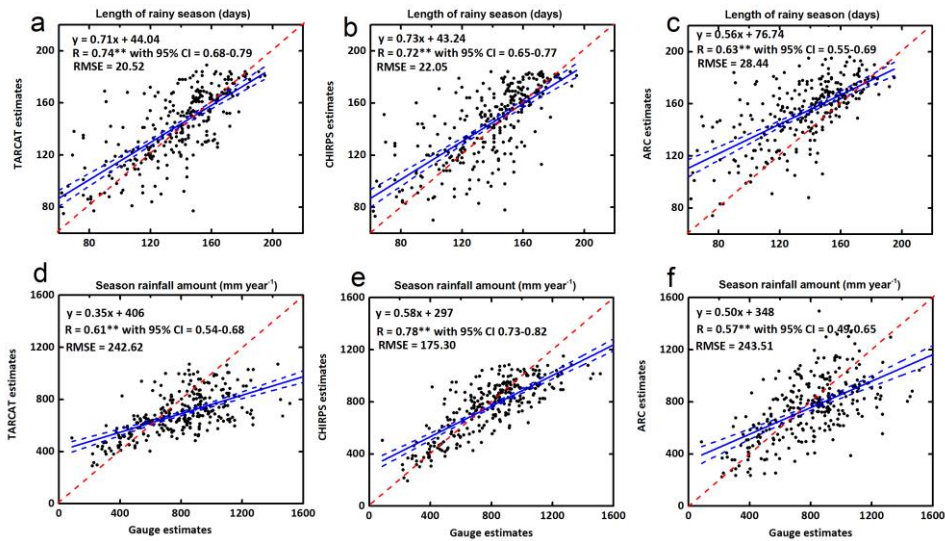 a
Length of rainy season (days)
y = 0.71x + 44.04
R = 0.74** with 95% CI = 0.68-0.79
RMSE = 20.52
TARCAT estimates
200
160
120
80
80
120
160
200
b
Length of rainy season (days)
y = 0.73x + 43.24
R = 0.72** with 95% CI = 0.65-0.77
RMSE = 22.05
CHIRPS estimates
200
160
120
80
80
120
160
200
c
Length of rainy season (days)
y = 0.56x + 76.74
R = 0.63** with 95% CI = 0.55-0.69
RMSE = 28.44
ARC estimates
200
160
120
80
80
120
160
200
d
Season rainfall amount (mm year-1)
y = 0.35x + 406
R = 0.61** with 95% CI = 0.54-0.68
RMSE = 242.62
TARCAT estimates
1600
1200
800
400
0
0
400
800
1200
1600
Gauge estimates
e
Season rainfall amount (mm year-1)
y = 0.58x + 297
R = 0.78** with 95% CI 0.73-0.82
RMSE = 175.30
CHIRPS estimates
1600
1200
800
400
0
0
400
800
1200
1600
Gauge estimates
f
Season rainfall amount (mm year-1)
y = 0.50x + 348
R = 0.57** with 95% CI = 0.49-0.65
RMSE = 243.51
ARC estimates
1600
1200
800
400
0
0
400
800
1200
1600
Gauge estimates